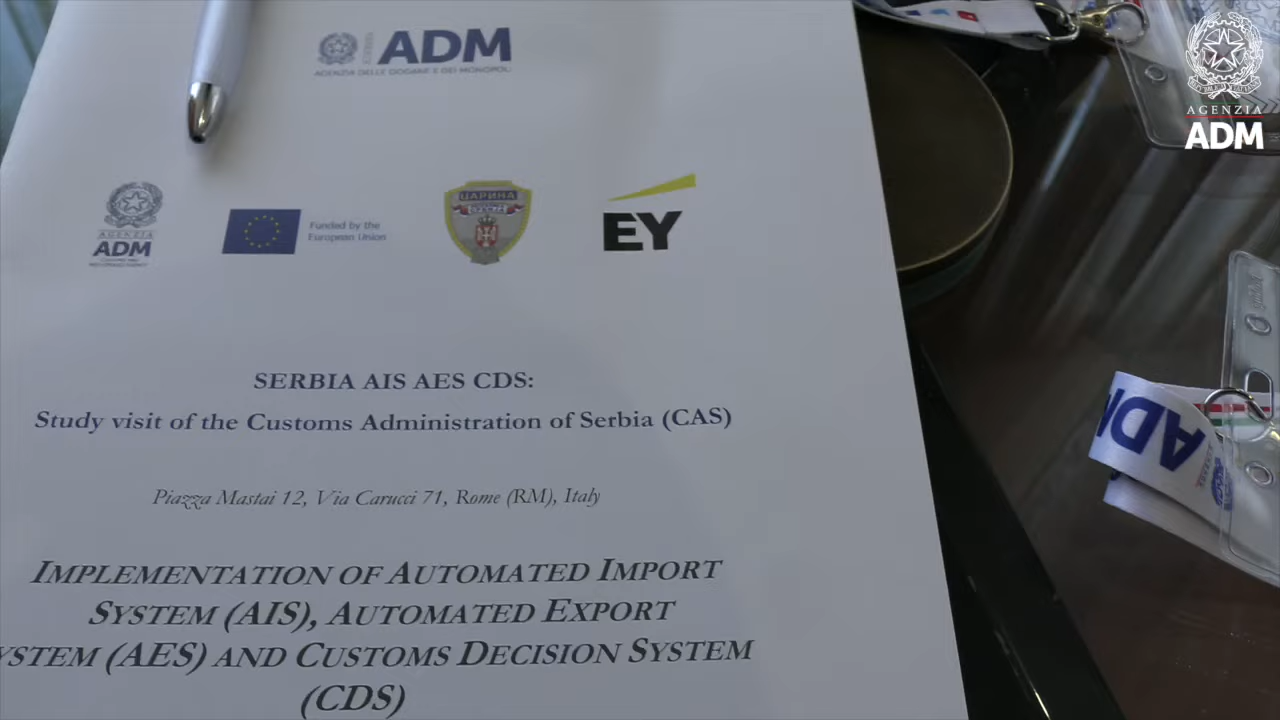 ADM
AGENZIA DELLE DOGANE E DEI MONOPOLI
AGENZIA
ADM
AGENZIA
ADM
Funded by the
European Union
ЦАРИНА
EY
SERBIA AIS AES CDS:
Study visit of the Customs Administration of Serbia (CAS)
Piazza Mastai 12, Via Carucci 71, Rome (RM), Italy
IMPLEMENTATION OF AUTOMATED IMPORT
SYSTEM (AIS), AUTOMATED EXPORT
YSTEM (AES) AND CUSTOMS DECISION SYSTEM
(CDS)
ADM